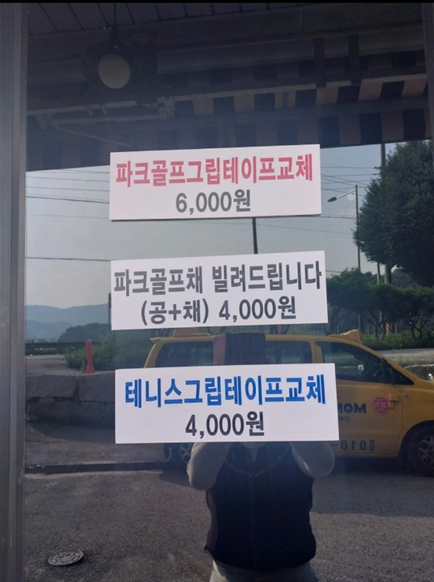 파크골프그립테이프교체
6,000원
파크골프채 빌려드립니다
(공+채) 4,000원
테니스그립테이프교체
4,000원